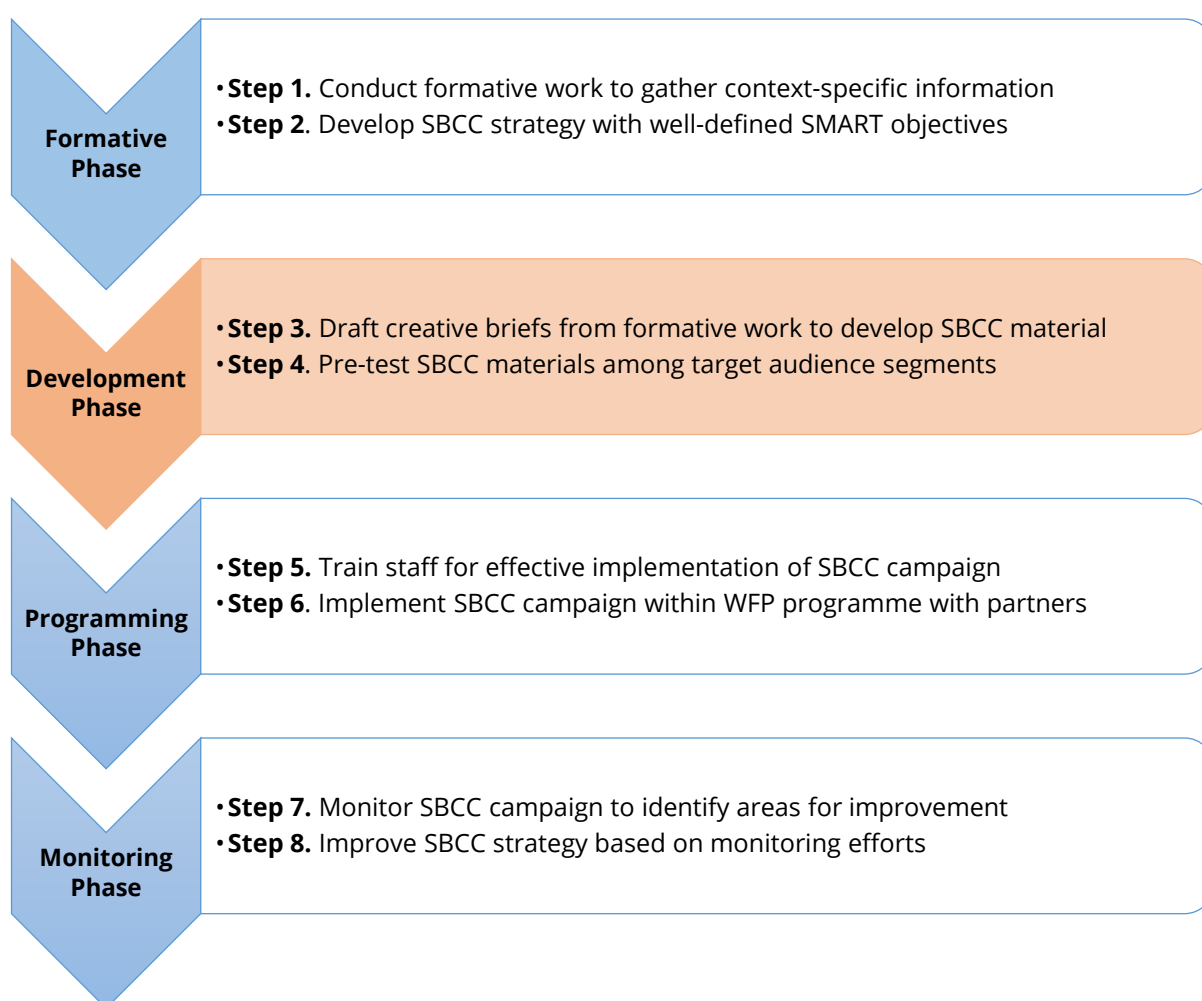 Formative
Phase
•Step 1. Conduct formative work to gather context-specific information
•Step 2. Develop SBCC strategy with well-defined SMART objectives
Development
Phase
•Step 3. Draft creative briefs from formative work to develop SBCC material
•Step 4. Pre-test SBCC materials among target audience segments
Programming
Phase
•Step 5. Train staff for effective implementation of SBCC campaign
•Step 6. Implement SBCC campaign within WFP programme with partners
Monitoring
Phase
•Step 7. Monitor SBCC campaign to identify areas for improvement
•Step 8. Improve SBCC strategy based on monitoring efforts